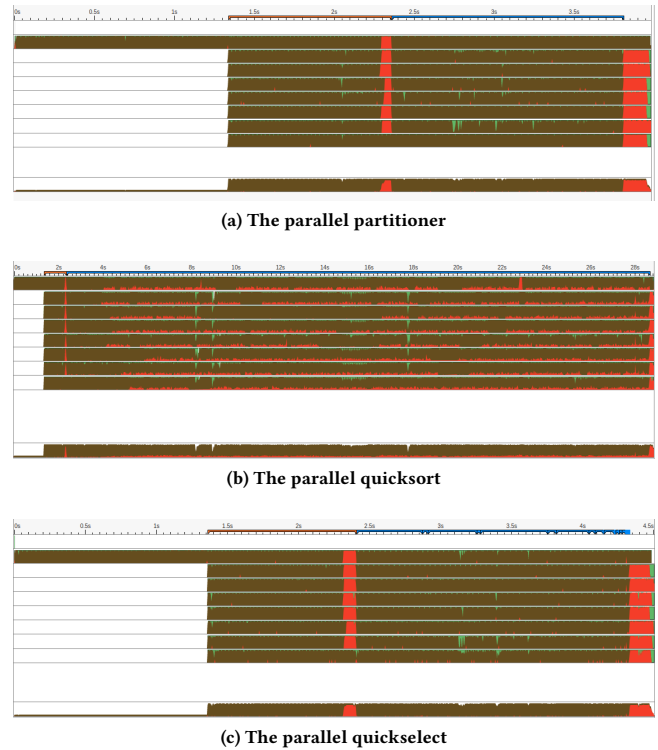 0s 0.5s 1s 1.5s 2s 2.5s 3s 3.5s
(a) The parallel partitioner
2s 4s 6s 8s 10s 12s 14s 16s 18s 20s 22s 24s 26s 28s
(b) The parallel quicksort
0s 0.5s 1s 1.5s 2s 2.5s 3s 3.5s 4s 4.5s
(c) The parallel quickselect